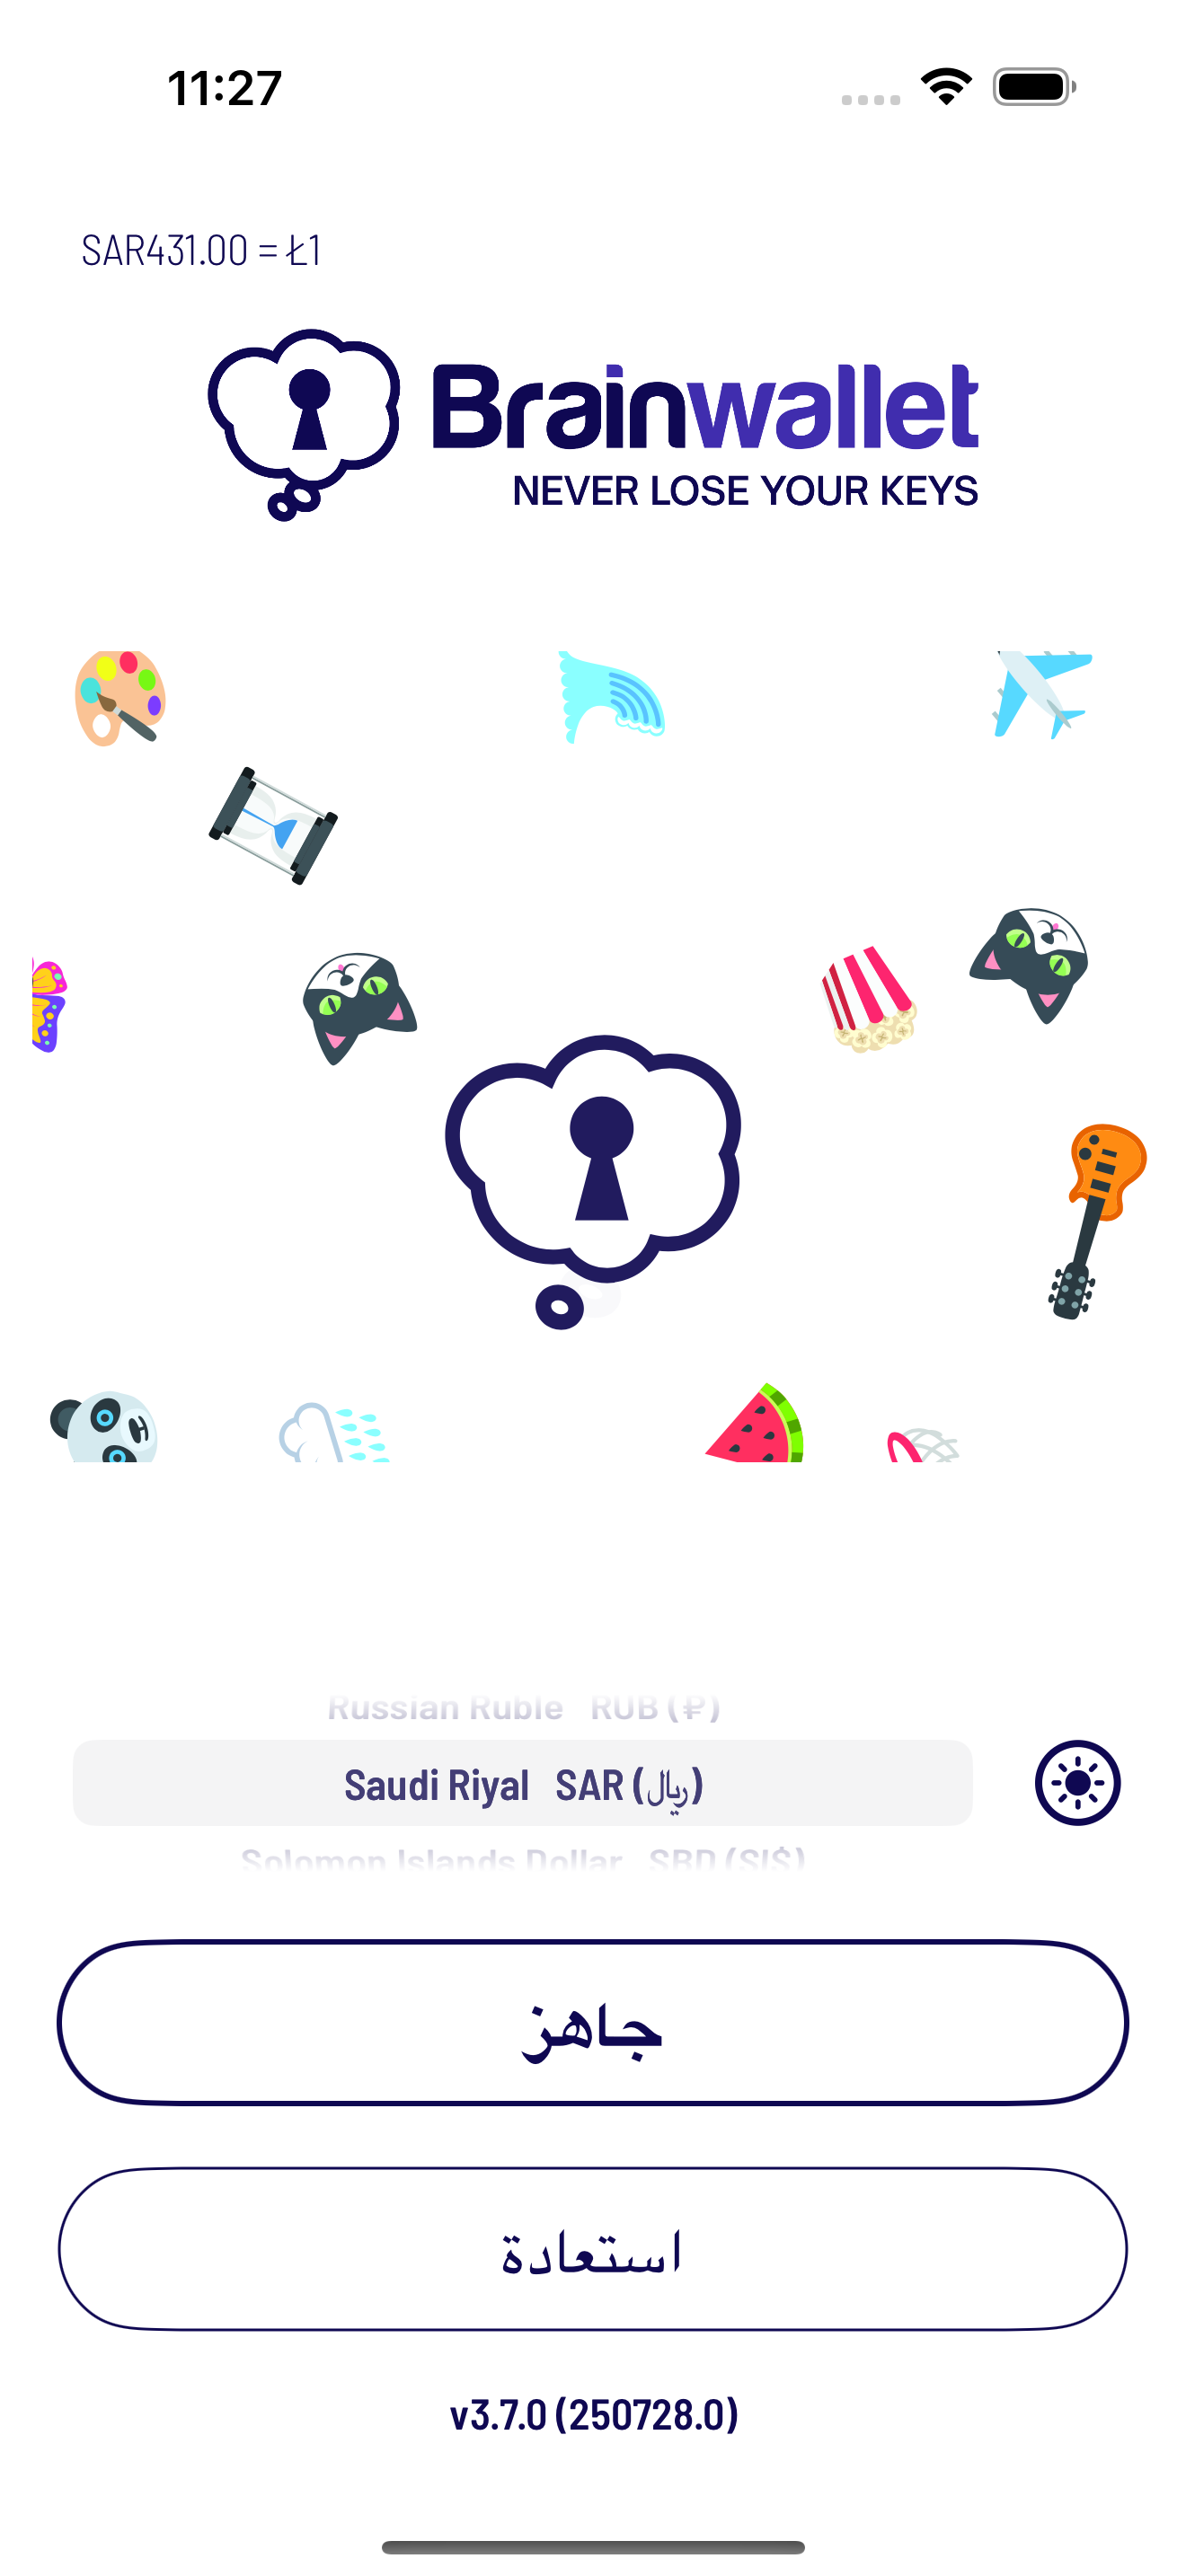 11:27
SAR431.00 = Ł1
Brainwallet
NEVER LOSE YOUR KEYS
Russian Ruble RUB (₽)
Saudi Riyal SAR (ريال)
Solomon Islands Dollar SBD (SI$)
جاهز
استعادة
v3.7.0 (250728.0)